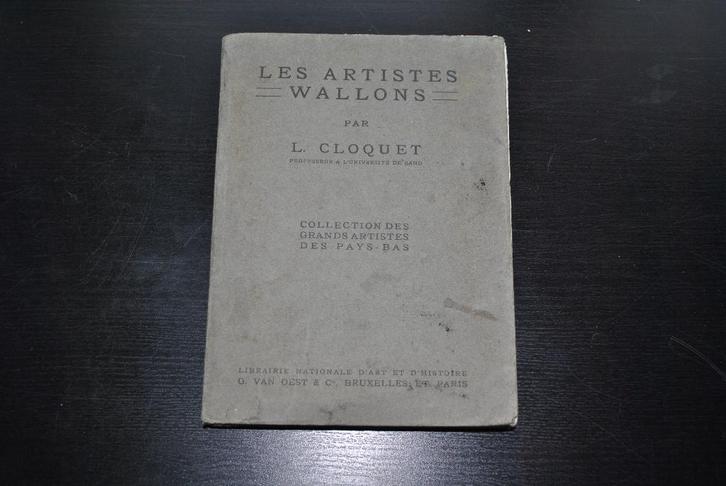 LES ARTISTES
WALLONS
PAR
L. CLOQUET
PROFESSEUR A L'UNIVERSITÉ DE GAND
COLLECTION DES
GRANDS ARTISTES
DES PAYS-BAS
LIBRAIRIE NATIONALE D'ART ET D'HISTOIRE
G. VAN OEST & Cie, BRUXELLES ET PARIS